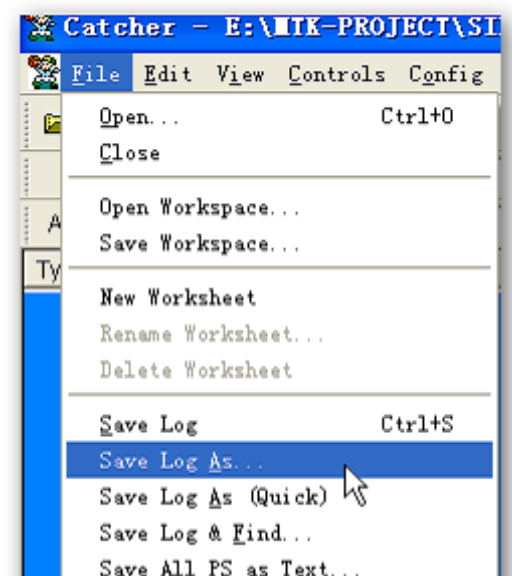 Catcher - E:\MTK-PROJECT\SI
File Edit View Controls Config
Open... Ctrl+O
Close
Open Workspace...
Save Workspace...
Ty
New Worksheet
Rename Worksheet...
Delete Worksheet
Save Log Ctrl+S
Save Log As...
Save Log As (Quick)
Save Log & Find...
Save All PS as Text...